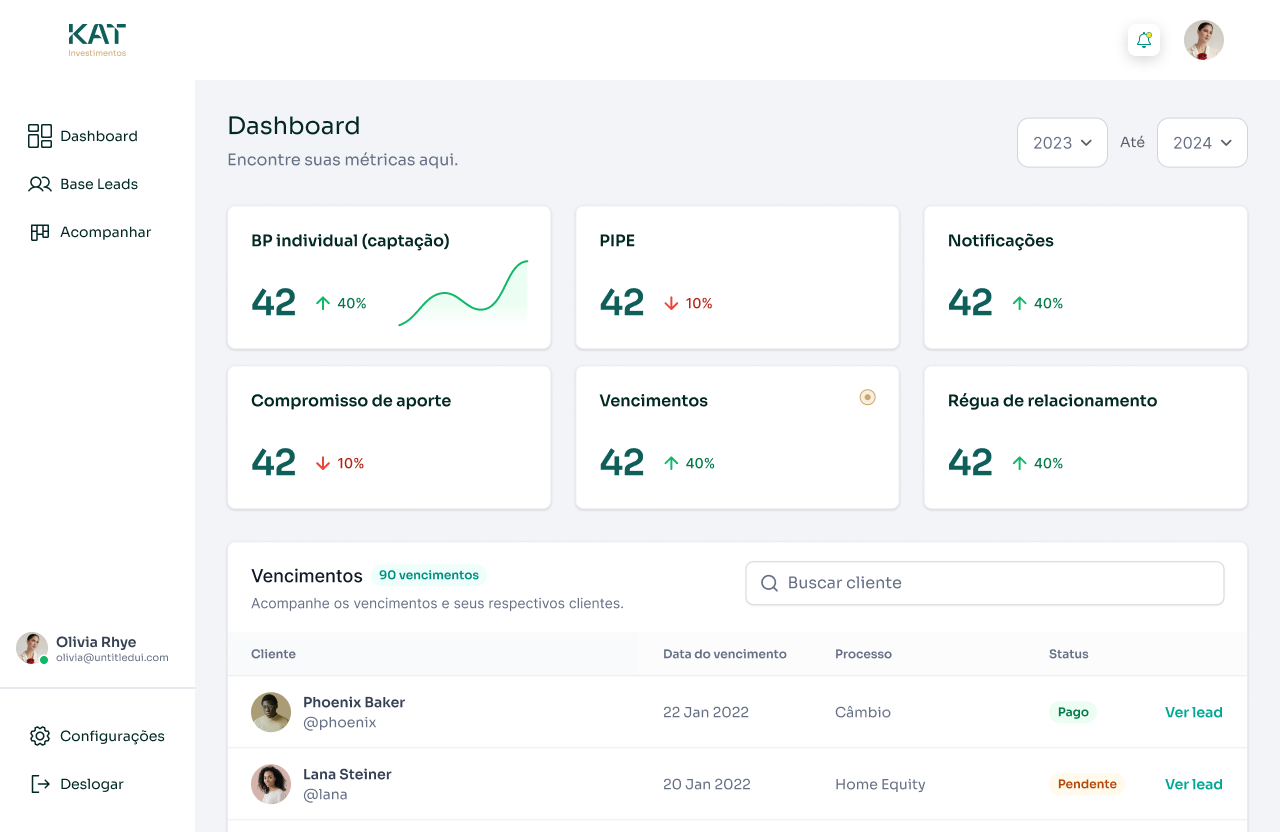 KAT
Investimentos
Dashboard
Base Leads
Acompanhar
Olivia Rhye
olivia@untitledui.com
Configurações
Deslogar
Dashboard
Encontre suas métricas aqui.
2023
Até
2024
BP individual (captação)
42
40%
PIPE
42
10%
Notificações
42
40%
Compromisso de aporte
42
10%
Vencimentos
42
40%
Régua de relacionamento
42
40%
Vencimentos
90 vencimentos
Acompanhe os vencimentos e seus respectivos clientes.
Buscar cliente
Cliente
Data do vencimento
Processo
Status
Phoenix Baker
@phoenix
22 Jan 2022
Câmbio
Pago
Ver lead
Lana Steiner
@lana
20 Jan 2022
Home Equity
Pendente
Ver lead